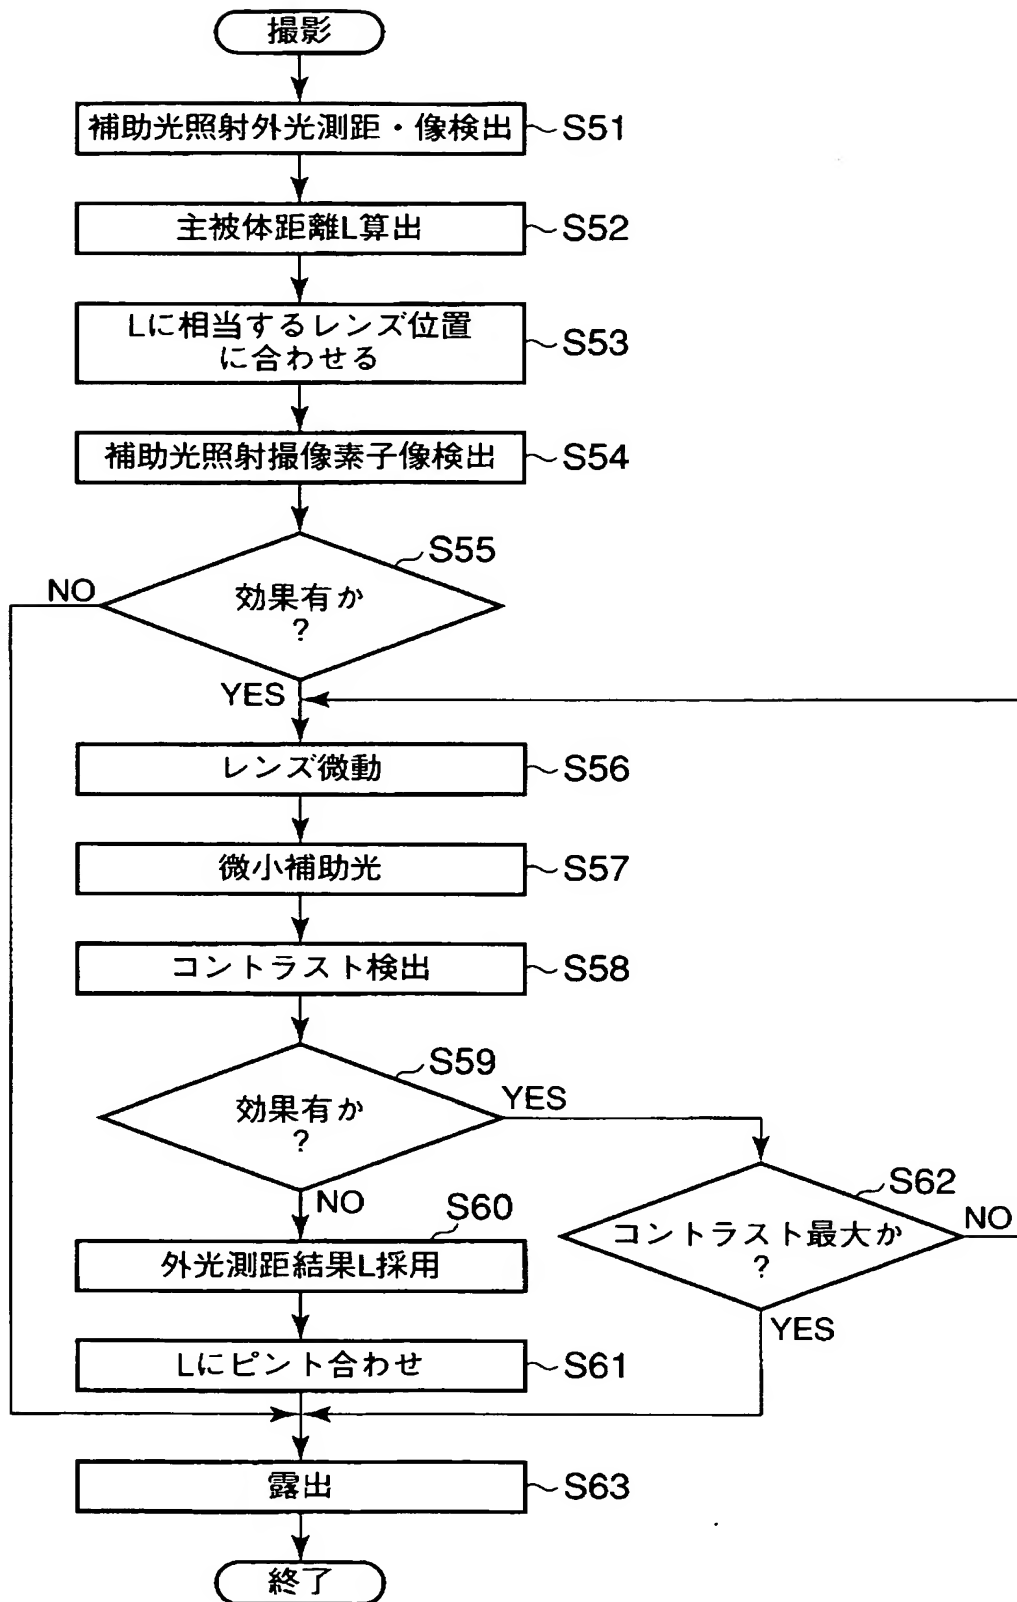 撮影
補助光照射外光測距・像検出
S51
主被体距離L算出
S52
Lに相当するレンズ位置
に合わせる
S53
補助光照射撮像素子像検出
S54
S55
効果有か
?
NO
YES
レンズ微動
S56
微小補助光
S57
コントラスト検出
S58
S59
効果有か
?
YES
NO
S60
外光測距結果L採用
S62
コントラスト最大か
?
NO
YES
Lにピント合わせ
S61
露出
S63
終了